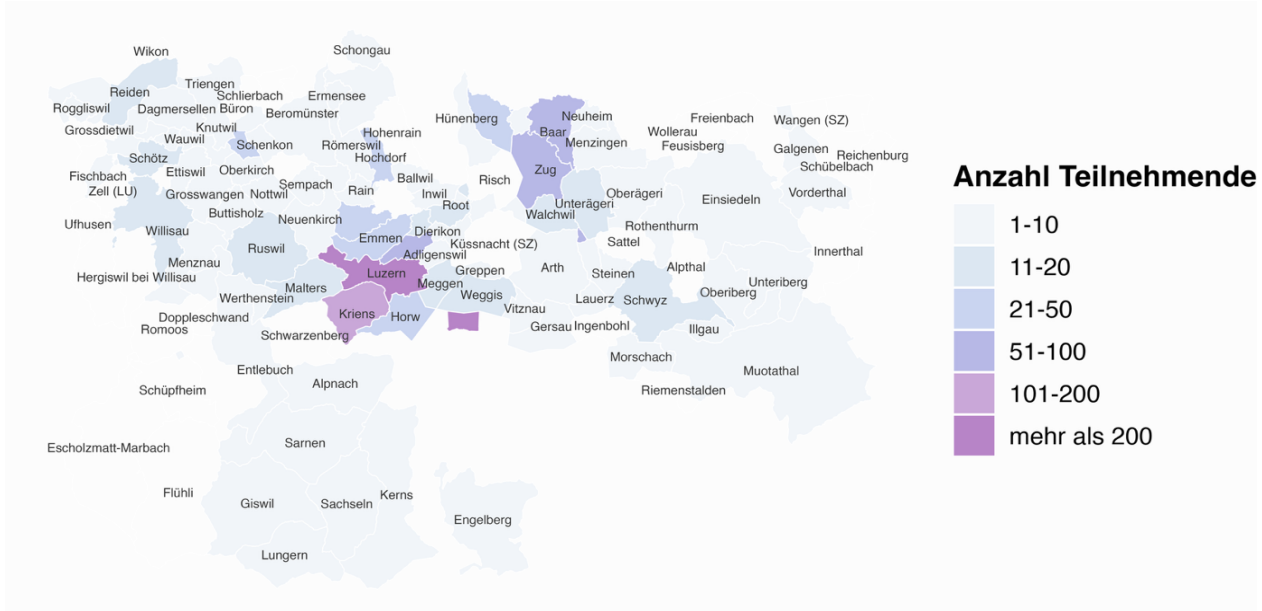 Schongau
Wikon
Triengen
Reiden
Schlierbach
Ermensee
Roggliswil
Dagmersellen
Büron
Beromünster
Hünenberg
Neuheim
Freienbach
Wangen (SZ)
Grossdietwil
Knutwil
Hohenrain
Baar
Wollerau
Wauwil
Schenkon
Römerswil
Menzingen
Feusisberg
Galgenen
Reichenburg
Schötz
Hochdorf
Schübelbach
Fischbach
Ettiswil
Oberkirch
Ballwil
Risch
Zug
Zell (LU)
Grosswangen
Nottwil
Sempach
Rain
Inwil
Oberägeri
Einsiedeln
Vorderthal
Root
Unterägeri
Buttisholz
Neuenkirch
Walchwil
Ufhusen
Willisau
Dierikon
Rothenthurm
Emmen
Küssnacht (SZ)
Sattel
Ruswil
Adligenswil
Innerthal
Menznau
Luzern
Greppen
Arth
Steinen
Alpthal
Hergiswil bei Willisau
Malters
Meggen
Unteriberg
Werthenstein
Weggis
Lauerz
Schwyz
Oberiberg
Doppleschwand
Kriens
Horw
Vitznau
Romoos
Schwarzenberg
Gersau
Ingenbohl
Illgau
Morschach
Entlebuch
Muotathal
Schüpfheim
Alpnach
Riemenstalden
Escholzmatt-Marbach
Sarnen
Flühli
Giswil
Sachseln
Kerns
Engelberg
Lungern
Anzahl Teilnehmende
1-10
11-20
21-50
51-100
101-200
mehr als 200